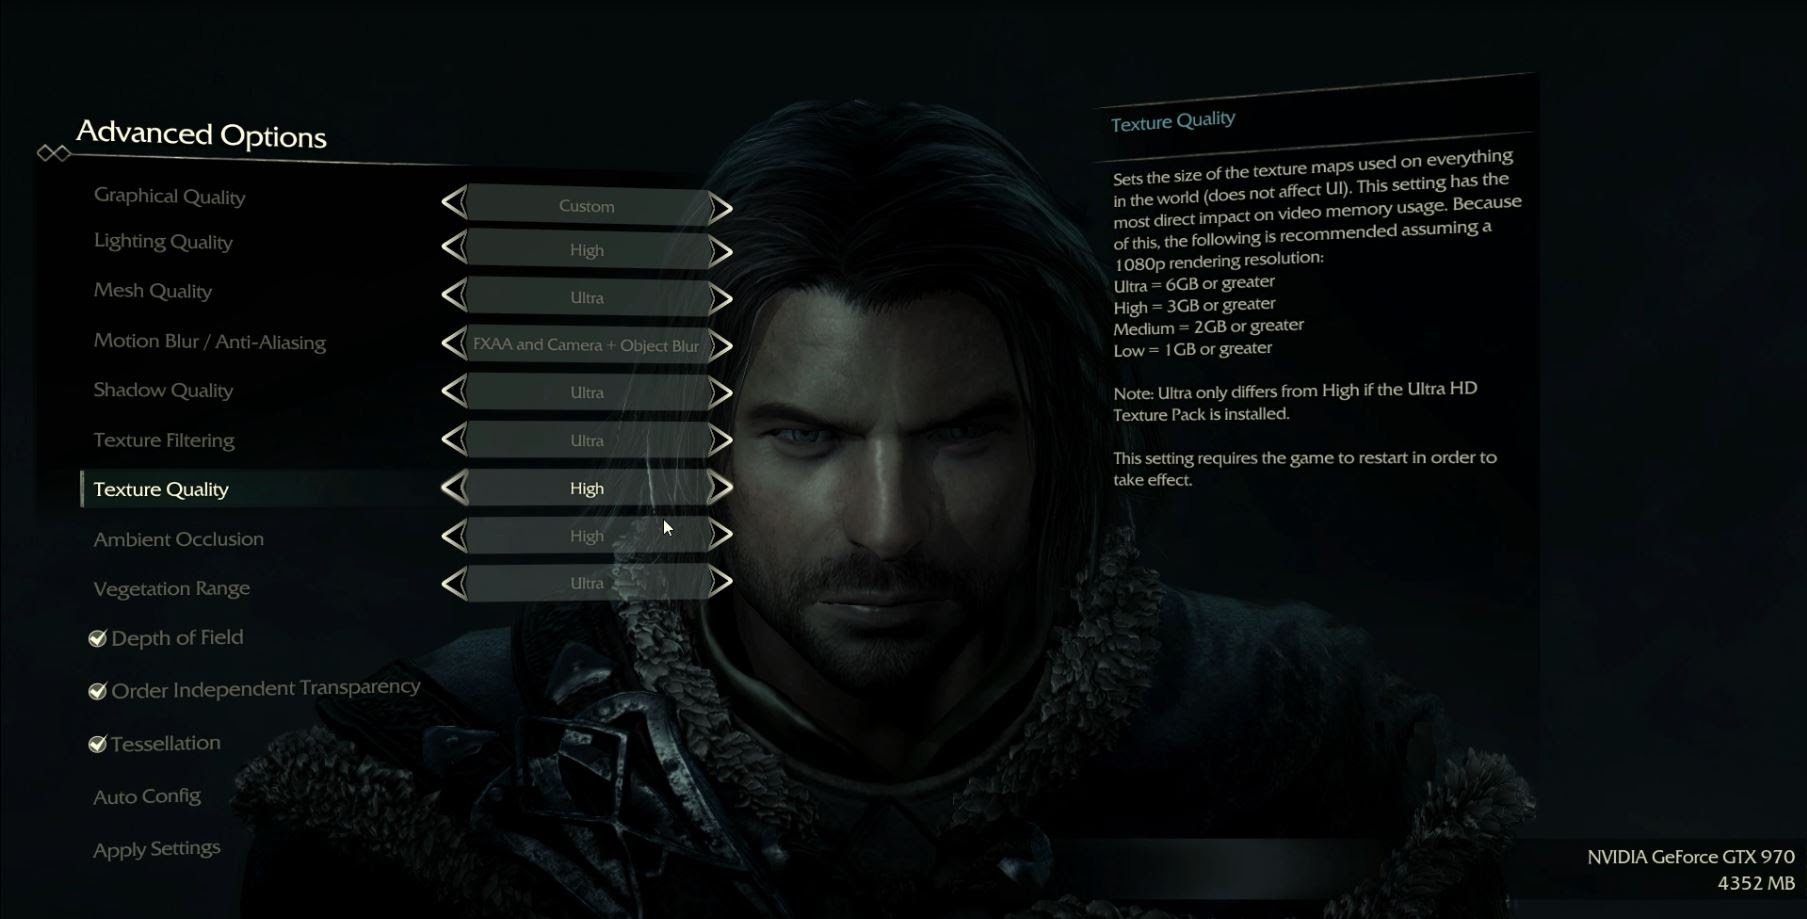 Advanced Options
Graphical Quality
Custom
Lighting Quality
High
Mesh Quality
Ultra
Motion Blur / Anti-Aliasing
FXAA and Camera + Object Blur
Shadow Quality
Ultra
Texture Filtering
Ultra
Texture Quality
High
Ambient Occlusion
High
Vegetation Range
Ultra
Depth of Field
Order Independent Transparency
Tessellation
Auto Config
Apply Settings
Texture Quality
Sets the size of the texture maps used on everything
in the world (does not affect UI). This setting has the
most direct impact on video memory usage. Because
of this, the following is recommended assuming a
1080p rendering resolution:
Ultra = 6GB or greater
High = 3GB or greater
Medium = 2GB or greater
Low = 1GB or greater
Note: Ultra only differs from High if the Ultra HD
Texture Pack is installed.
This setting requires the game to restart in order to
take effect.
NVIDIA GeForce GTX 970
4352 MB